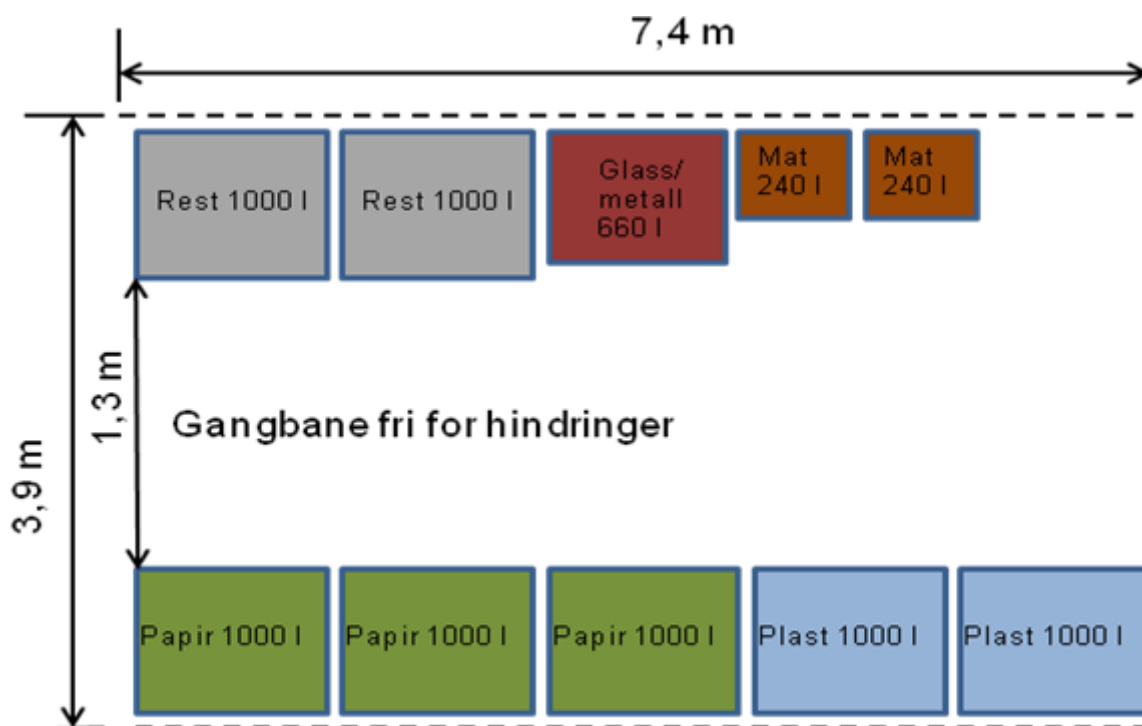 7,4 m
Rest 1000 l
Rest 1000 l
Glass/
metall
660 l
Mat
240 l
Mat
240 l
3,9 m
1,3 m
Gangbane fri for hindringer
Papir 1000 l
Papir 1000 l
Papir 1000 l
Plast 1000 l
Plast 1000 l